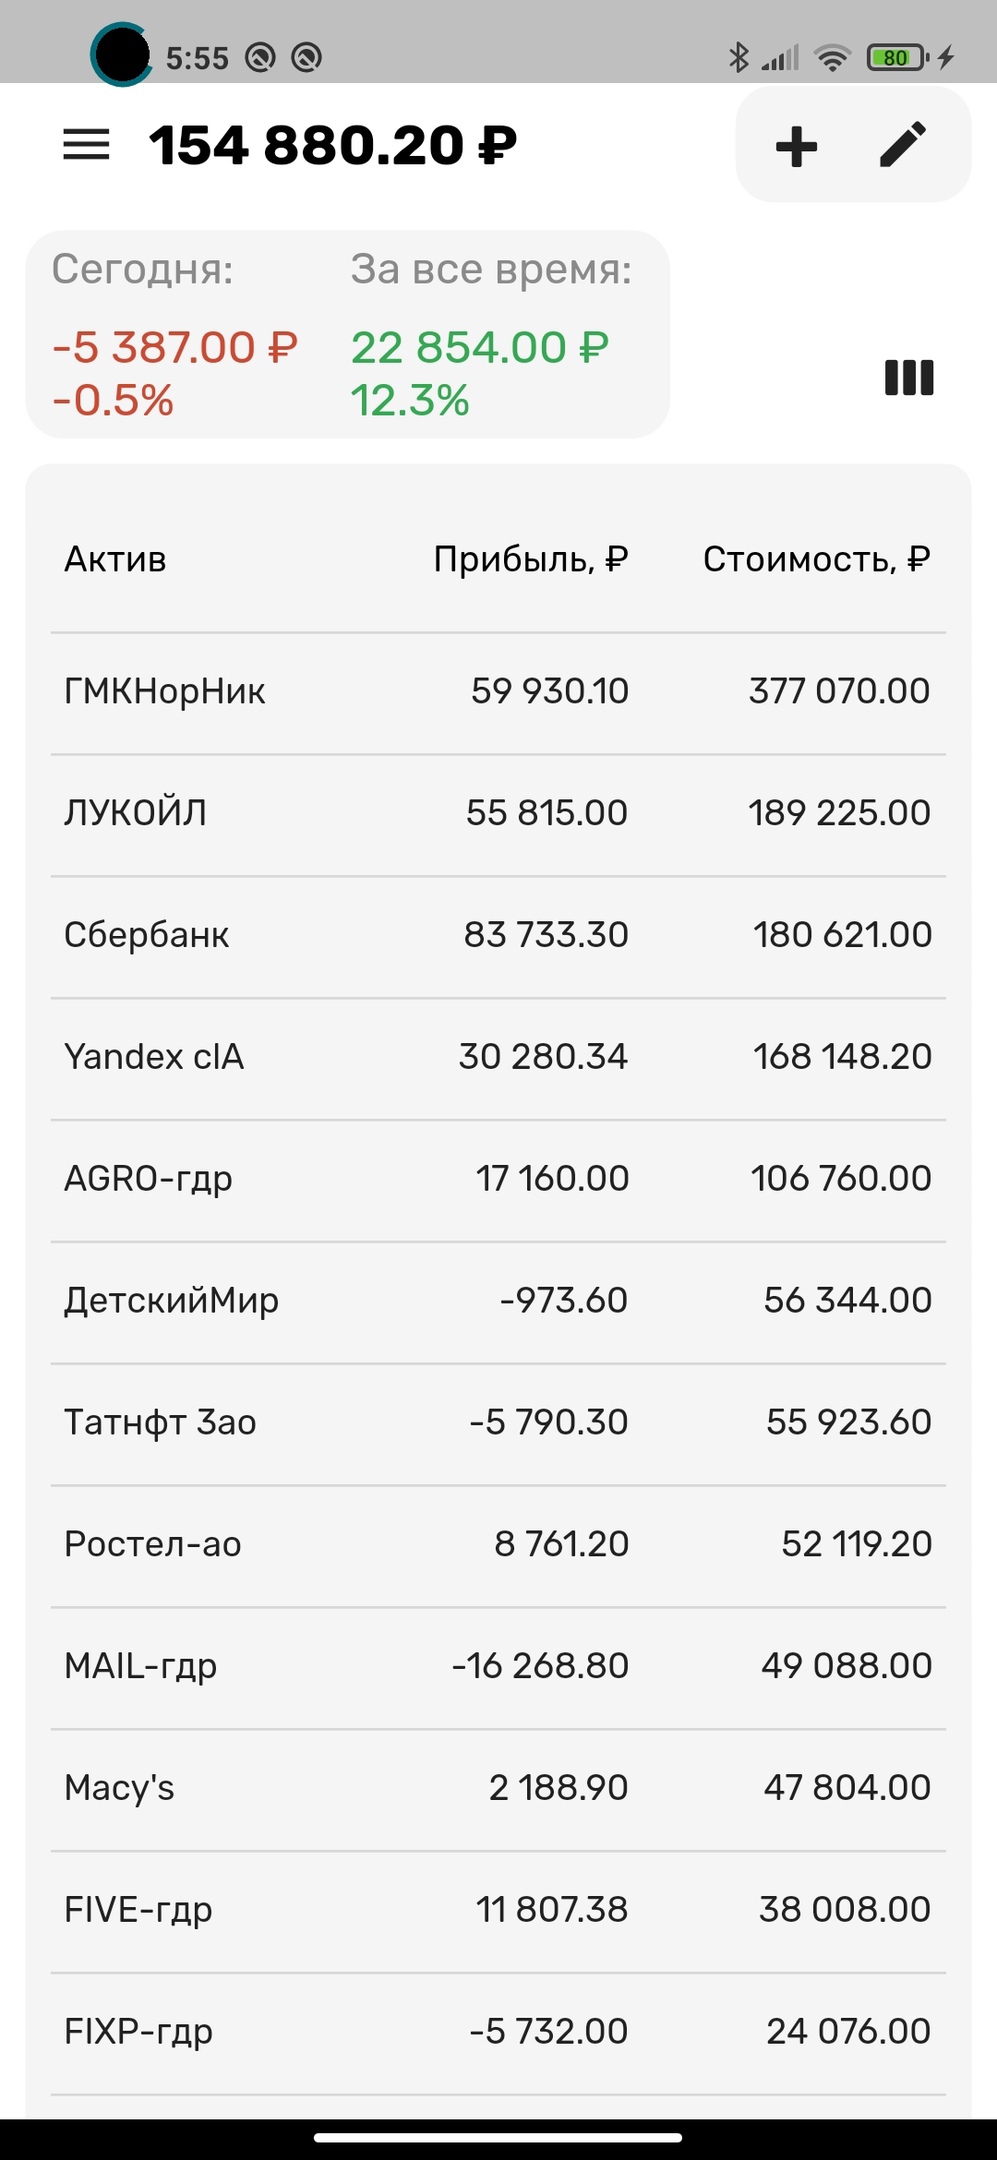 5:55
80
154 880.20 ₽
Сегодня: За все время:
-5 387.00 ₽ 22 854.00 ₽
-0.5% 12.3%
Актив Прибыль, ₽ Стоимость, ₽
ГМКНорНик 59 930.10 377 070.00
ЛУКОЙЛ 55 815.00 189 225.00
Сбербанк 83 733.30 180 621.00
Yandex clA 30 280.34 168 148.20
AGRO-гдр 17 160.00 106 760.00
ДетскийМир -973.60 56 344.00
Татнфт 3ао -5 790.30 55 923.60
Ростел-ао 8 761.20 52 119.20
MAIL-гдр -16 268.80 49 088.00
Macy's 2 188.90 47 804.00
FIVE-гдр 11 807.38 38 008.00
FIXP-гдр -5 732.00 24 076.00